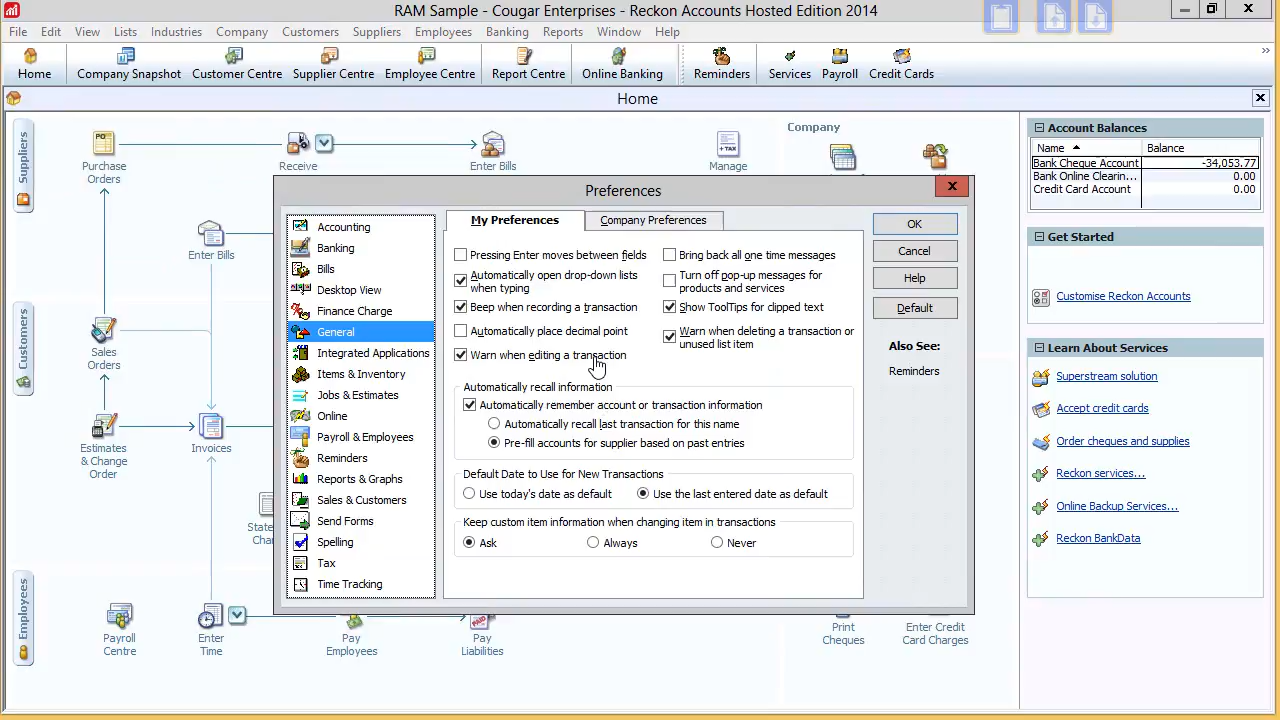 RAM Sample - Cougar Enterprises - Reckon Accounts Hosted Edition 2014
File Edit View Lists Industries Company Customers Suppliers Employees Banking Reports Window Help
Home Company Snapshot Customer Centre Supplier Centre Employee Centre Report Centre Online Banking Reminders Services Payroll Credit Cards
Home
Suppliers
Purchase
Orders
Receive
Enter Bills
Manage
Enter Bills
Customers
Sales
Orders
Estimates
& Change
Order
Invoices
Employees
Payroll
Centre
Enter
Time
Pay
Employees
Pay
Liabilities
Company
Print
Cheques
Enter Credit
Card Charges
Preferences
Accounting
Banking
Bills
Desktop View
Finance Charge
General
Integrated Applications
Items & Inventory
Jobs & Estimates
Online
Payroll & Employees
Reminders
Reports & Graphs
Sales & Customers
Send Forms
Spelling
Tax
Time Tracking
My Preferences Company Preferences
Pressing Enter moves between fields
Automatically open drop-down lists
when typing
Beep when recording a transaction
Automatically place decimal point
Warn when editing a transaction
Bring back all one time messages
Turn off pop-up messages for
products and services
Show ToolTips for clipped text
Warn when deleting a transaction or
unused list item
Automatically recall information
Automatically remember account or transaction information
Automatically recall last transaction for this name
Pre-fill accounts for supplier based on past entries
Default Date to Use for New Transactions
Use today's date as default Use the last entered date as default
Keep custom item information when changing item in transactions
Ask Always Never
OK
Cancel
Help
Default
Also See:
Reminders
Account Balances
Name Balance
Bank Cheque Account -34,053.77
Bank Online Clearin... 0.00
Credit Card Account 0.00
Get Started
Customise Reckon Accounts
Learn About Services
Superstream solution
Accept credit cards
Order cheques and supplies
Reckon services...
Online Backup Services...
Reckon BankData